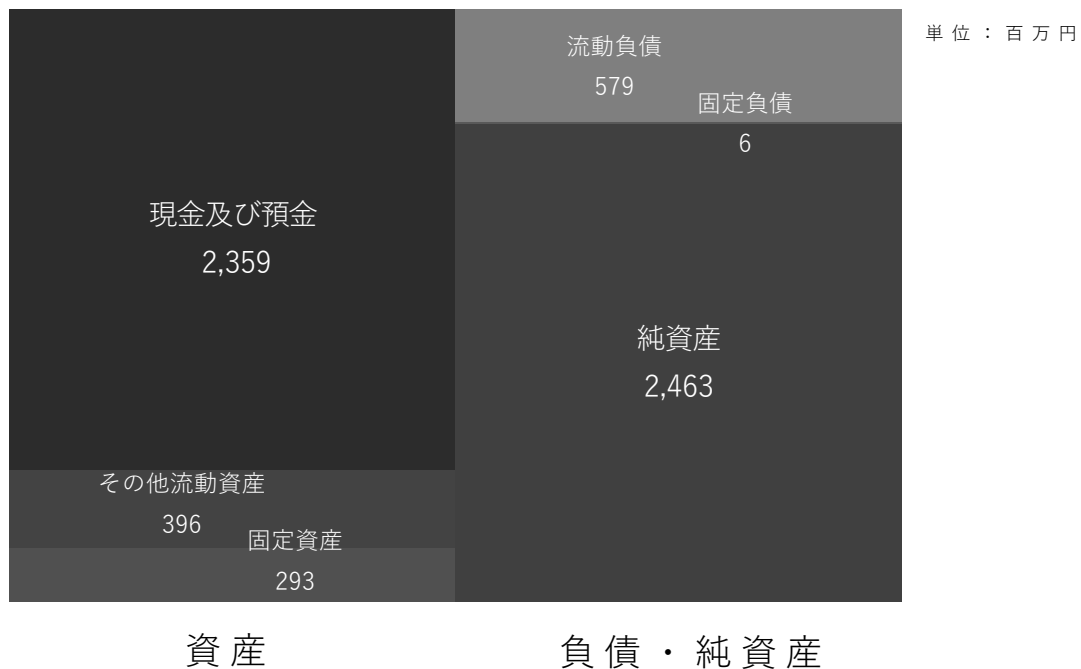 単位：百万円
現金及び預金
2,359
その他流動資産
396
固定資産
293
流動負債
579
固定負債
6
純資産
2,463
資産
負債・純資産